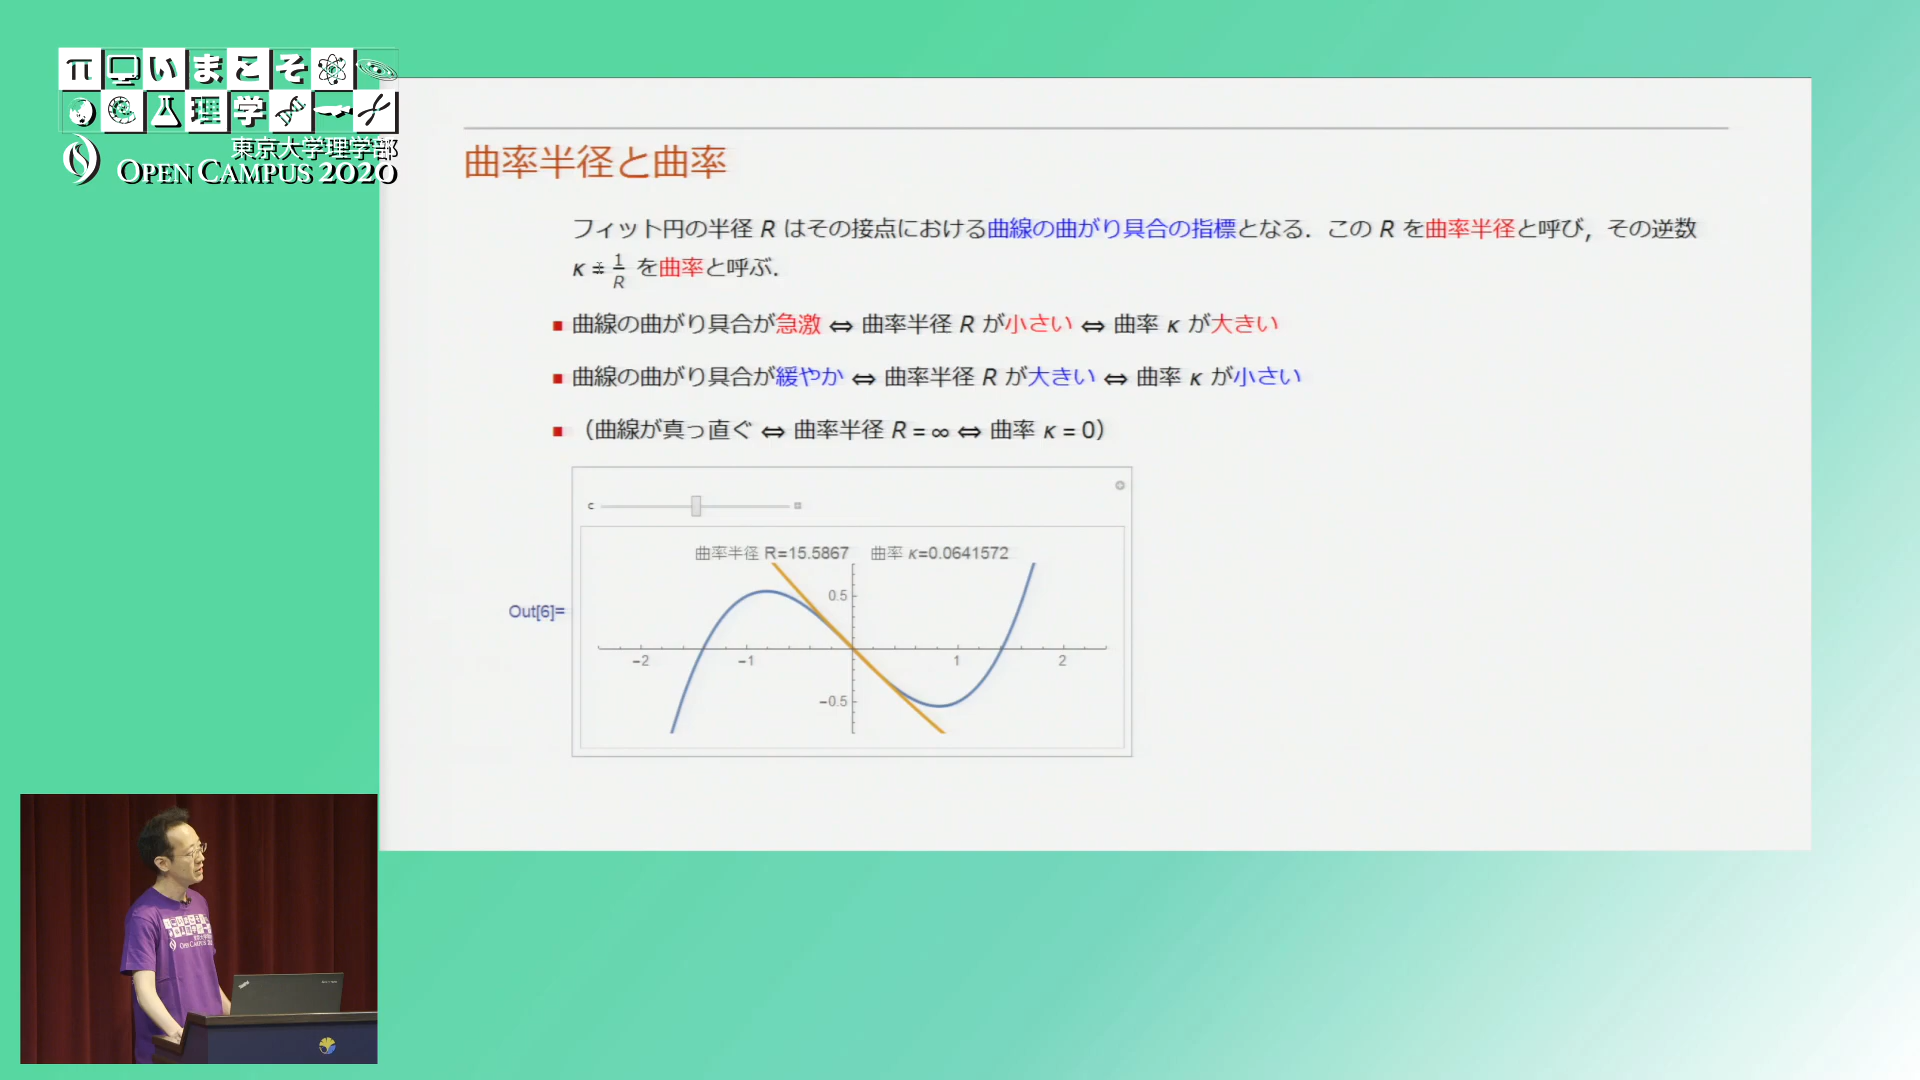 π いまこそ
理学
東京大学理学部
OPEN CAMPUS 2020
曲率半径と曲率
フィット円の半径 R はその接点における曲線の曲がり具合の指標となる．この R を曲率半径と呼び，その逆数
κ = 1/R を曲率と呼ぶ．
■ 曲線の曲がり具合が急激 ⇔ 曲率半径 R が小さい ⇔ 曲率 κ が大きい
■ 曲線の曲がり具合が緩やか ⇔ 曲率半径 R が大きい ⇔ 曲率 κ が小さい
■ （曲線が真っ直ぐ ⇔ 曲率半径 R = ∞ ⇔ 曲率 κ = 0）
c
曲率半径 R=15.5867 曲率 κ=0.0641572
Out[6]=
0.5
-2 -1 1 2
-0.5
OPEN CAMPUS
ThinkPad